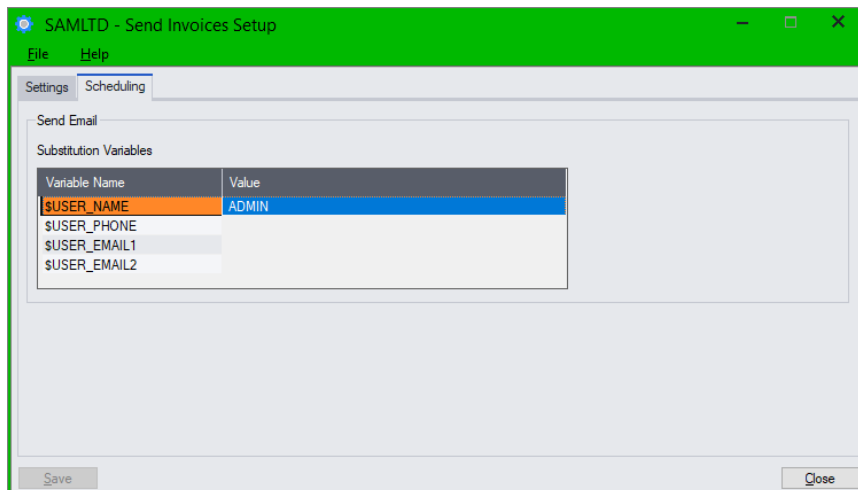 SAMLTD - Send Invoices Setup
File Help
Settings Scheduling
Send Email
Substitution Variables
Variable Name Value
$USER_NAME ADMIN
$USER_PHONE
$USER_EMAIL1
$USER_EMAIL2
Save Close